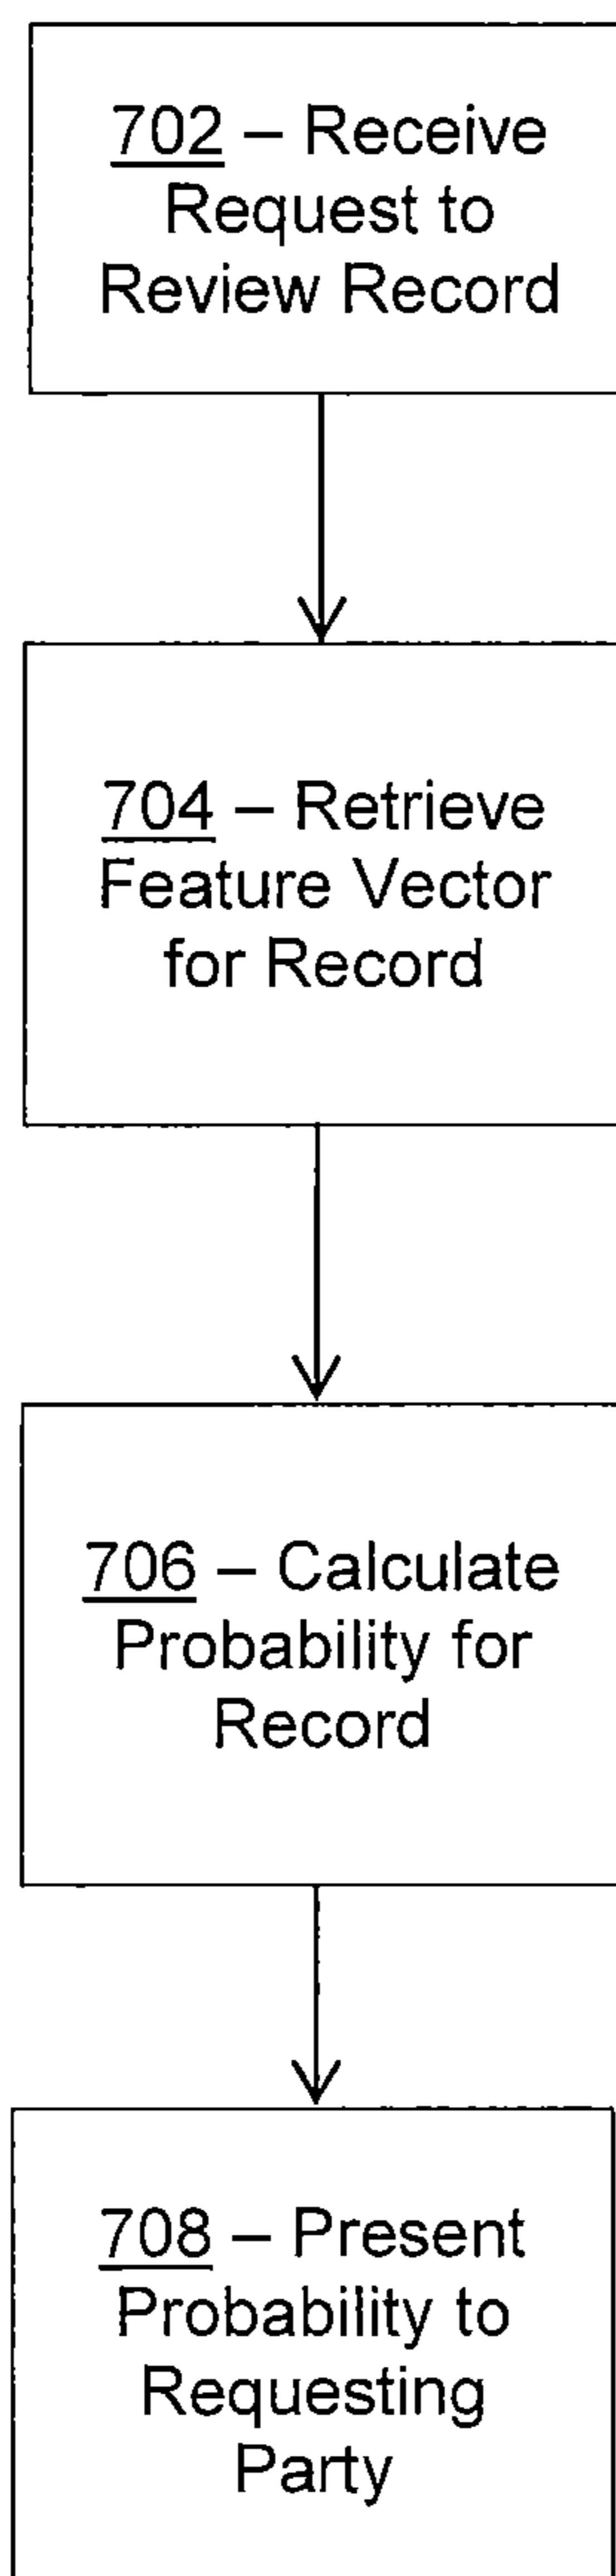 702 – Receive
Request to
Review Record
704 – Retrieve
Feature Vector
for Record
706 – Calculate
Probability for
Record
708 – Present
Probability to
Requesting
Party